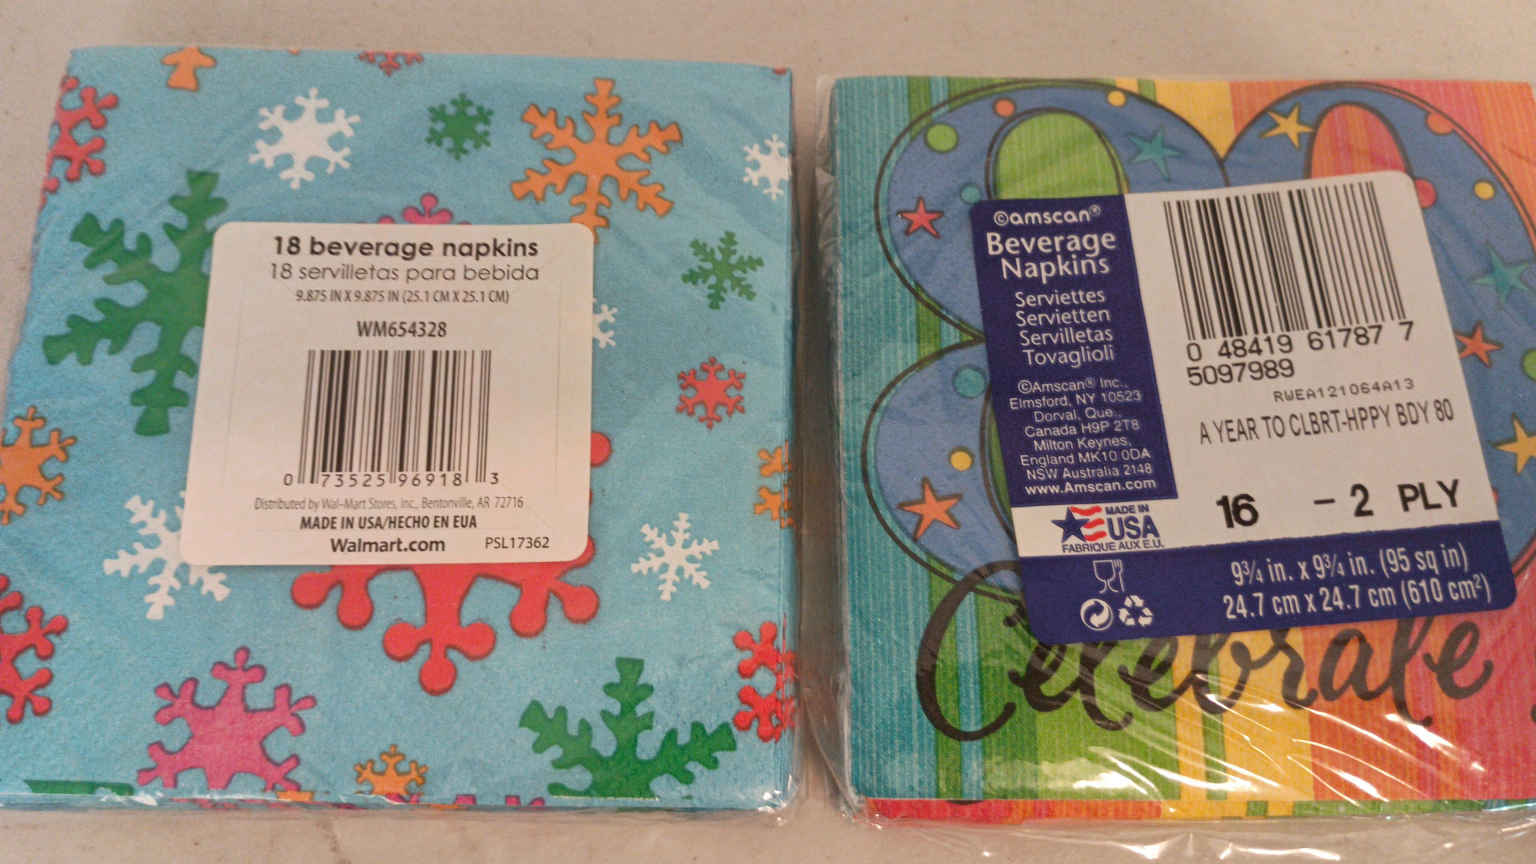 18 beverage napkins
18 servilletas para bebida
9.875 IN X 9.875 IN (25.1 CM X 25.1 CM)
WM654328
0 73525 96918 3
Distributed by Wal-Mart Stores, Inc., Bentonville, AR 72716
MADE IN USA/HECHO EN EUA
Walmart.com PSL17362
©amscan®
Beverage
Napkins
Serviettes
Servietten
Servilletas
Tovaglioli
©Amscan® Inc.,
Elmsford, NY 10523
Dorval, Que.,
Canada H9P 2T8
Milton Keynes,
England MK10 0DA
NSW Australia 2148
www.Amscan.com
MADE IN
USA
FABRIQUE AUX E.U.
0 48419 61787 7
5097989
RWEA121064A13
A YEAR TO CLBRT-HPPY BDY 80
16 - 2 PLY
9¾ in. x 9¾ in. (95 sq in)
24.7 cm x 24.7 cm (610 cm²)
80
Celebrate